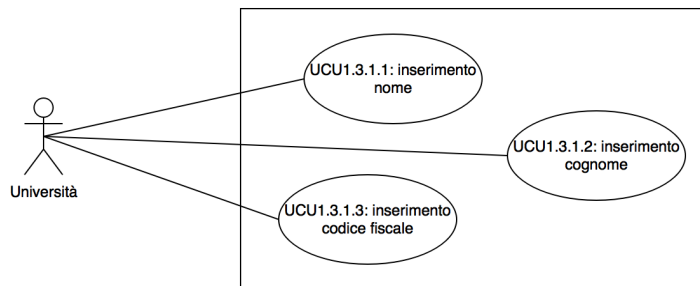 UCU1.3.1.1: inserimento
nome
UCU1.3.1.2: inserimento
cognome
Università
UCU1.3.1.3: inserimento
codice fiscale